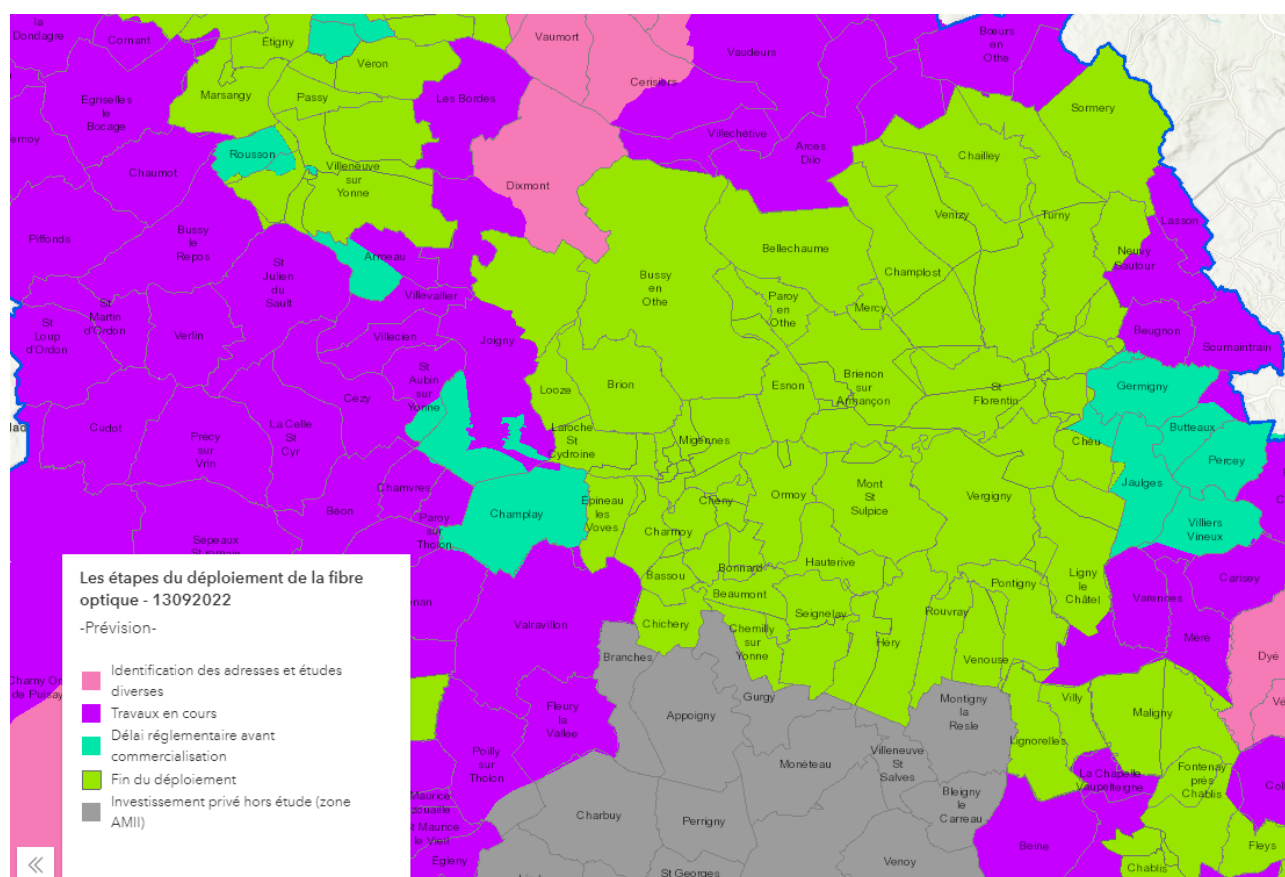 la
Dondagre
Cornant
Etigny
Véron
Vaumort
Vaudeurs
Bœurs
en
Othe
Cerisiers
Les Bordes
Marsangy
Passy
Egriselles
le
Bocage
Sormery
Villechetive
Arces
Dilo
Chailley
Rousson
Villeneuve
sur
Yonne
Chaumot
Dixmont
Venizy
Turny
Lasson
Piffonds
Bussy
le
Repos
Armeau
Bellechaume
Neuvy
Sautour
St
Julien
du
Sault
Bussy
en
Othe
Champlost
Villevallier
Paroy
en
Othe
Mercy
St
Martin
d'Ordon
St
Loup
d'Ordon
Verlin
Villecien
Joigny
Beugnon
Soumaintrain
St
Aubin
sur
Yonne
Cézy
Looze
Brion
Esnon
Brienon
sur
Armançon
St
Florentin
Germigny
Cudot
Précy
sur
Vrin
La Celle
St
Cyr
Laroche
St
Cydroine
Migennes
Chéu
Butteaux
Percey
Jaulges
Chamvres
Béon
Paroy
sur
Tholon
Champlay
Epineau
les
Voves
Cheny
Charmoy
Ormoy
Mont
St
Sulpice
Vergigny
Villiers
Vineux
Sépeaux
Bassou
Bonnard
Hauterive
Beaumont
Pontigny
Ligny
le
Châtel
Carisey
Varennes
Seignelay
Rouvray
Valravillon
Chichery
Chemilly
sur
Yonne
Héry
Venouse
Mére
Branches
Dyé
Les étapes du déploiement de la fibre
optique - 13092022
-Prévision-
Identification des adresses et études
diverses
Travaux en cours
Délai réglementaire avant
commercialisation
Fin du déploiement
Investissement privé hors étude (zone
AMII)
Gurgy
Montigny
la
Resle
Villy
Maligny
Fleury
la
Vallée
Appoigny
Lignorelles
Poilly
sur
Tholon
Monéteau
Villeneuve
St
Salves
La Chapelle
Vaupelteigne
Fontenay
près
Chablis
Bleigny
le
Carreau
Maurice
le Vieil
Charbuy
Perrigny
Beine
Fleys
Egleny
Venoy
Chablis
St Georges